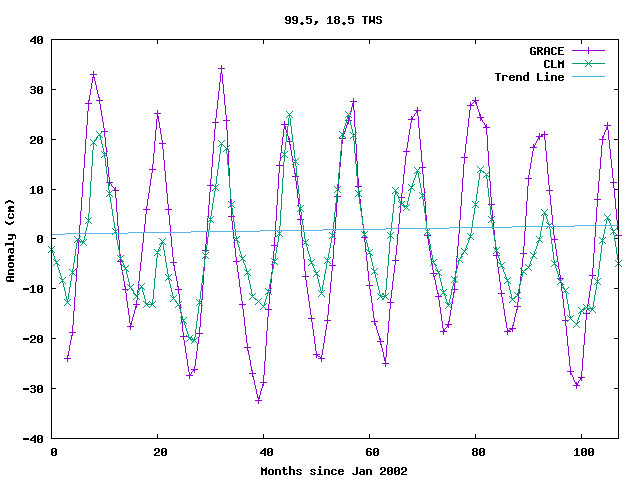 99.5, 18.5 TWS
GRACE
CLM
Trend Line
Anomaly (cm)
40
30
20
10
0
-10
-20
-30
-40
0 20 40 60 80 100
Months since Jan 2002